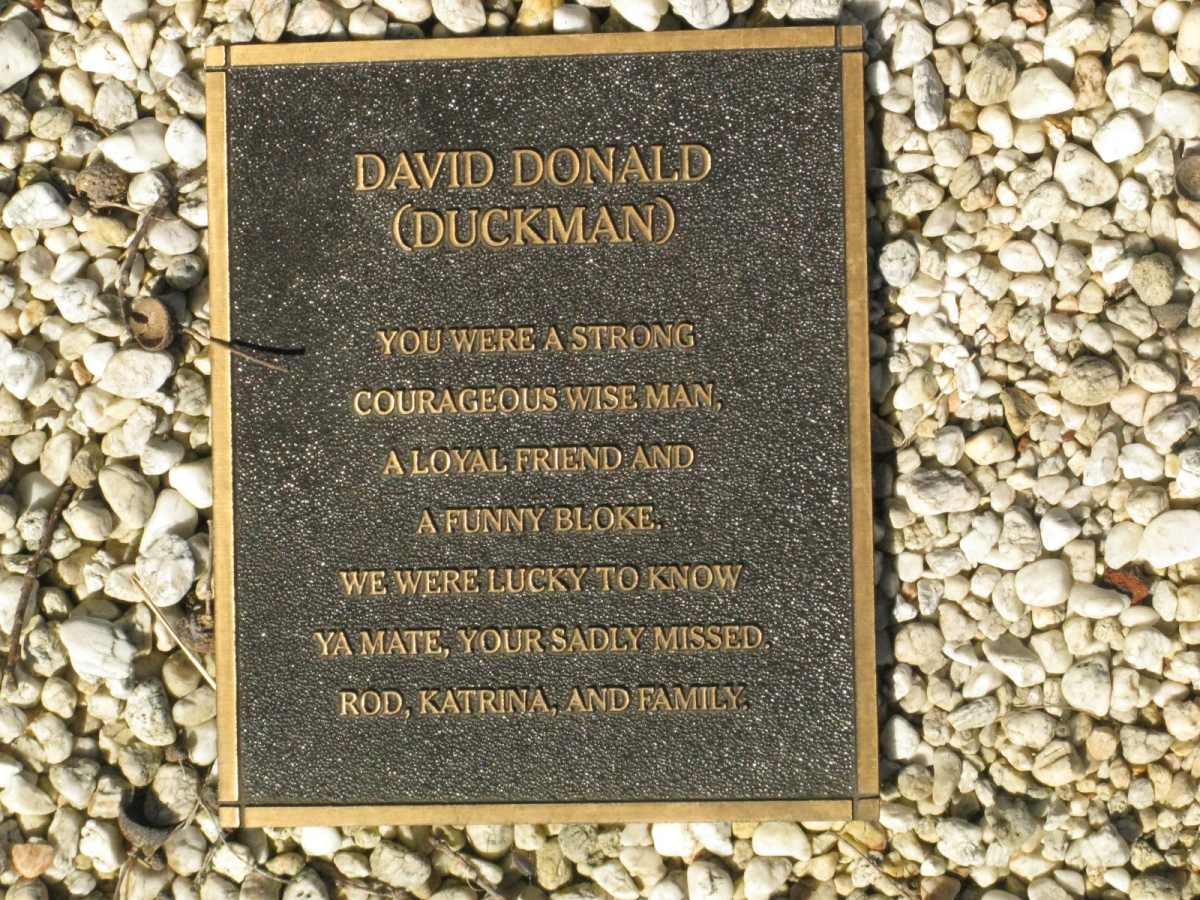 DAVID DONALD
(DUCKMAN)
YOU WERE A STRONG
COURAGEOUS WISE MAN,
A LOYAL FRIEND AND
A FUNNY BLOKE.
WE WERE LUCKY TO KNOW
YA MATE, YOUR SADLY MISSED.
ROD, KATRINA, AND FAMILY.